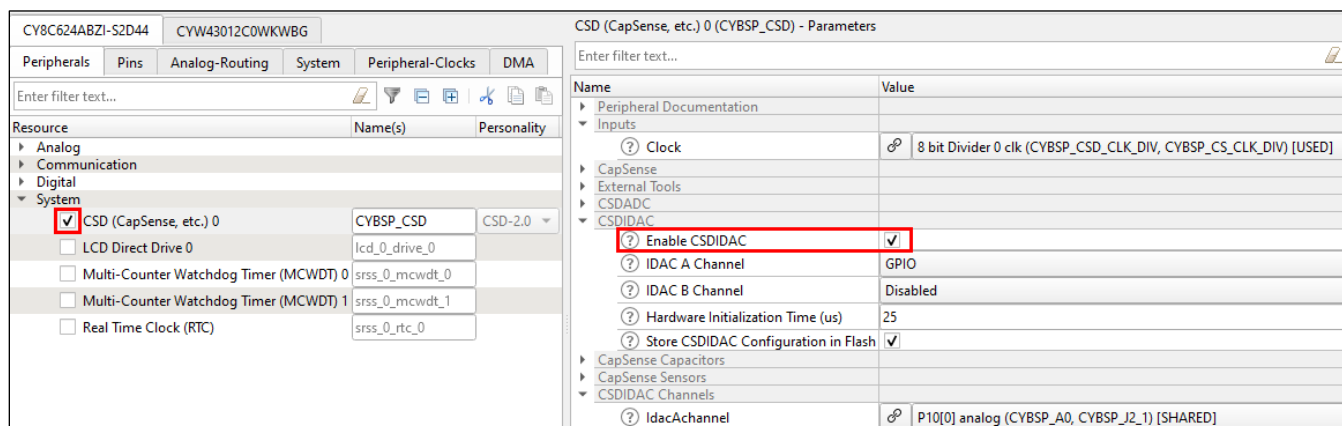 CY8C624ABZI-S2D44 CYW43012C0WKWBG
Peripherals Pins Analog-Routing System Peripheral-Clocks DMA
Enter filter text...
Resource Name(s) Personality
Analog
Communication
Digital
System
CSD (CapSense, etc.) 0 CYBSP_CSD CSD-2.0
LCD Direct Drive 0 lcd_0_drive_0
Multi-Counter Watchdog Timer (MCWDT) 0 srss_0_mcwdt_0
Multi-Counter Watchdog Timer (MCWDT) 1 srss_0_mcwdt_1
Real Time Clock (RTC) srss_0_rtc_0
CSD (CapSense, etc.) 0 (CYBSP_CSD) - Parameters
Enter filter text...
Name Value
Peripheral Documentation
Inputs
? Clock 8 bit Divider 0 clk (CYBSP_CSD_CLK_DIV, CYBSP_CS_CLK_DIV) [USED]
CapSense
External Tools
CSDADC
CSDIDAC
? Enable CSDIDAC
? IDAC A Channel GPIO
? IDAC B Channel Disabled
? Hardware Initialization Time (us) 25
? Store CSDIDAC Configuration in Flash
CapSense Capacitors
CapSense Sensors
CSDIDAC Channels
? IdacAchannel P10[0] analog (CYBSP_A0, CYBSP_J2_1) [SHARED]